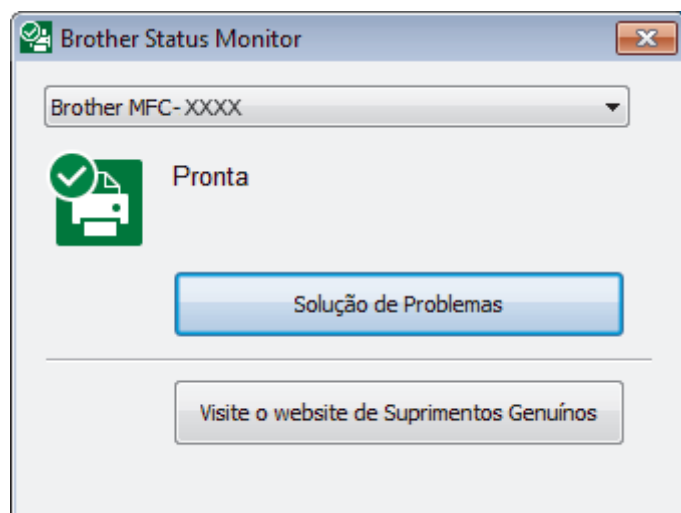 Brother Status Monitor
Brother MFC- XXXX
Pronta
Solução de Problemas
Visite o website de Suprimentos Genuínos